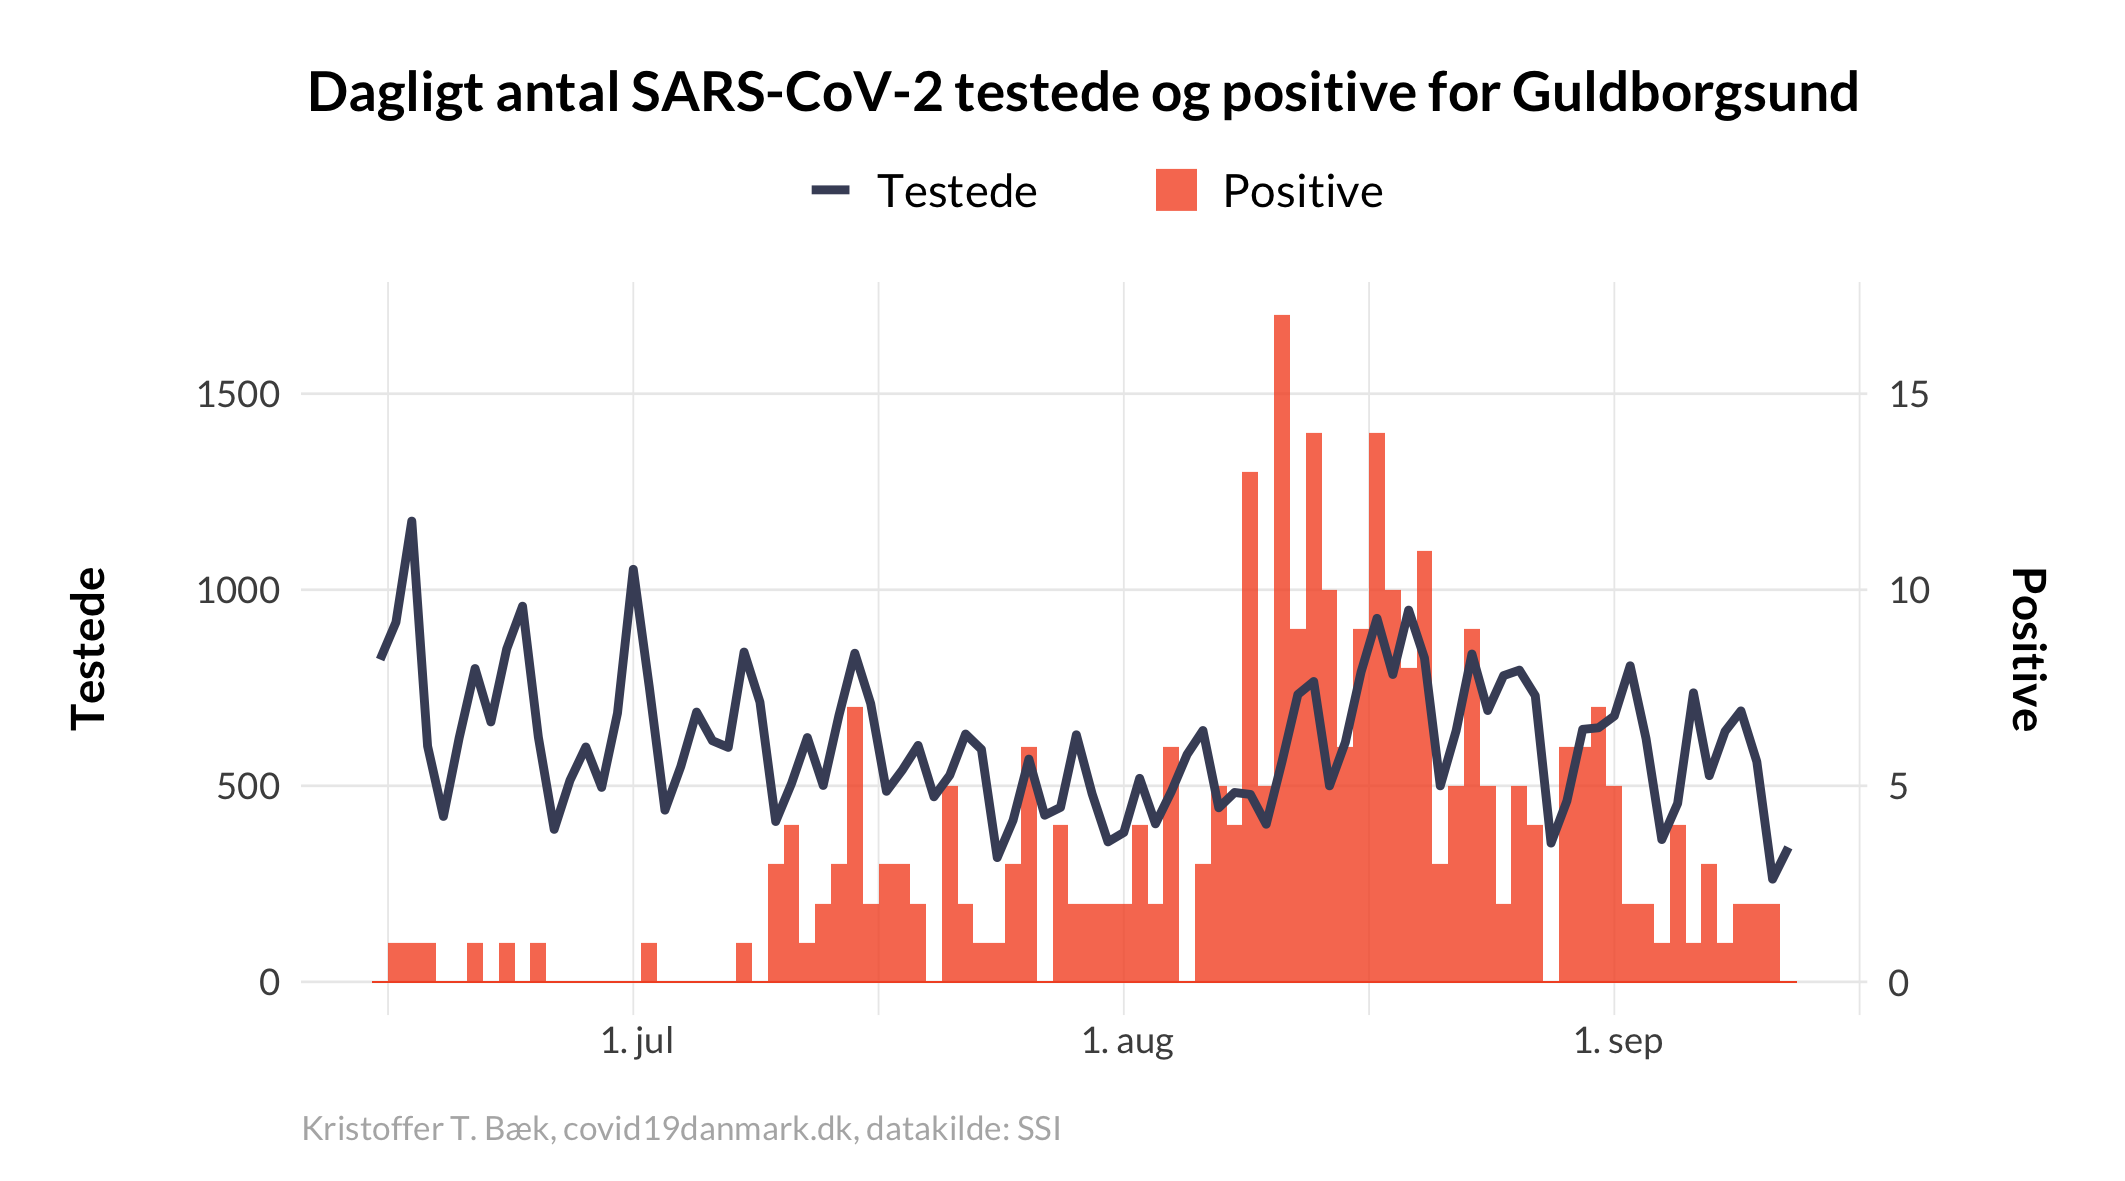 Dagligt antal SARS-CoV-2 testede og positive for Guldborgsund
Testede Positive
1500 15
1000 10
Testede
Positive
500 5
0 0
1. jul 1. aug 1. sep
Kristoffer T. Bæk, covid19danmark.dk, datakilde: SSI